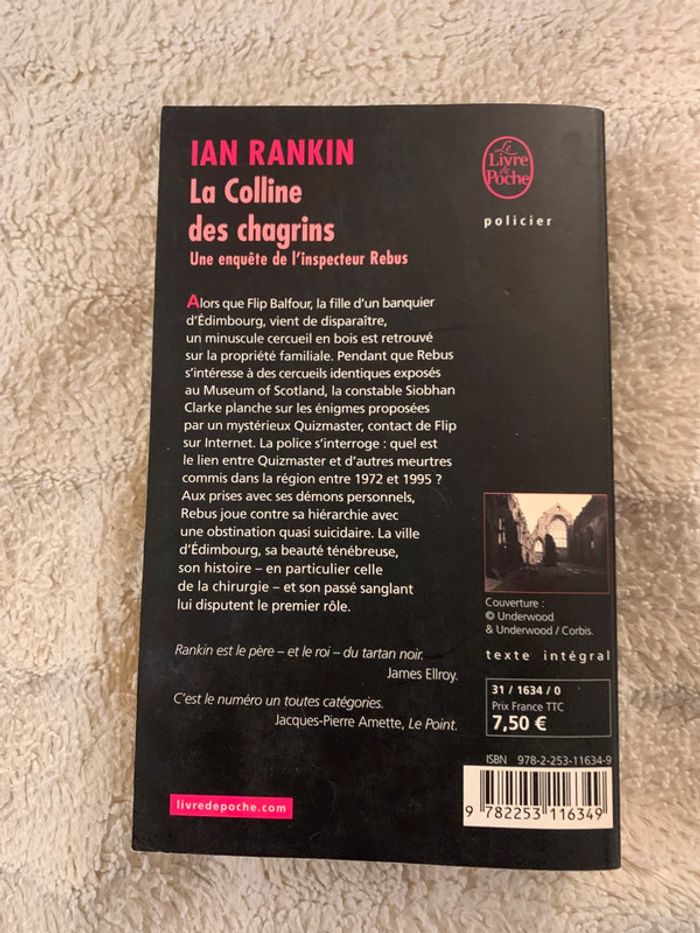 IAN RANKIN
La Colline
des chagrins
Une enquête de l'inspecteur Rebus
Le
Livre
de
Poche
policier
Alors que Flip Balfour, la fille d'un banquier
d'Édimbourg, vient de disparaître,
un minuscule cercueil en bois est retrouvé
sur la propriété familiale. Pendant que Rebus
s'intéresse à des cercueils identiques exposés
au Museum of Scotland, la constable Siobhan
Clarke planche sur les énigmes proposées
par un mystérieux Quizmaster, contact de Flip
sur Internet. La police s'interroge : quel est
le lien entre Quizmaster et d'autres meurtres
commis dans la région entre 1972 et 1995 ?
Aux prises avec ses démons personnels,
Rebus joue contre sa hiérarchie avec
une obstination quasi suicidaire. La ville
d'Édimbourg, sa beauté ténébreuse,
son histoire – en particulier celle
de la chirurgie – et son passé sanglant
lui disputent le premier rôle.
Rankin est le père – et le roi – du tartan noir.
James Ellroy.
C'est le numéro un toutes catégories.
Jacques-Pierre Amette, Le Point.
livredepoche.com
Couverture :
© Underwood
& Underwood / Corbis.
texte intégral
31 / 1634 / 0
Prix France TTC
7,50 €
ISBN 978-2-253-11634-9
9 782253 116349